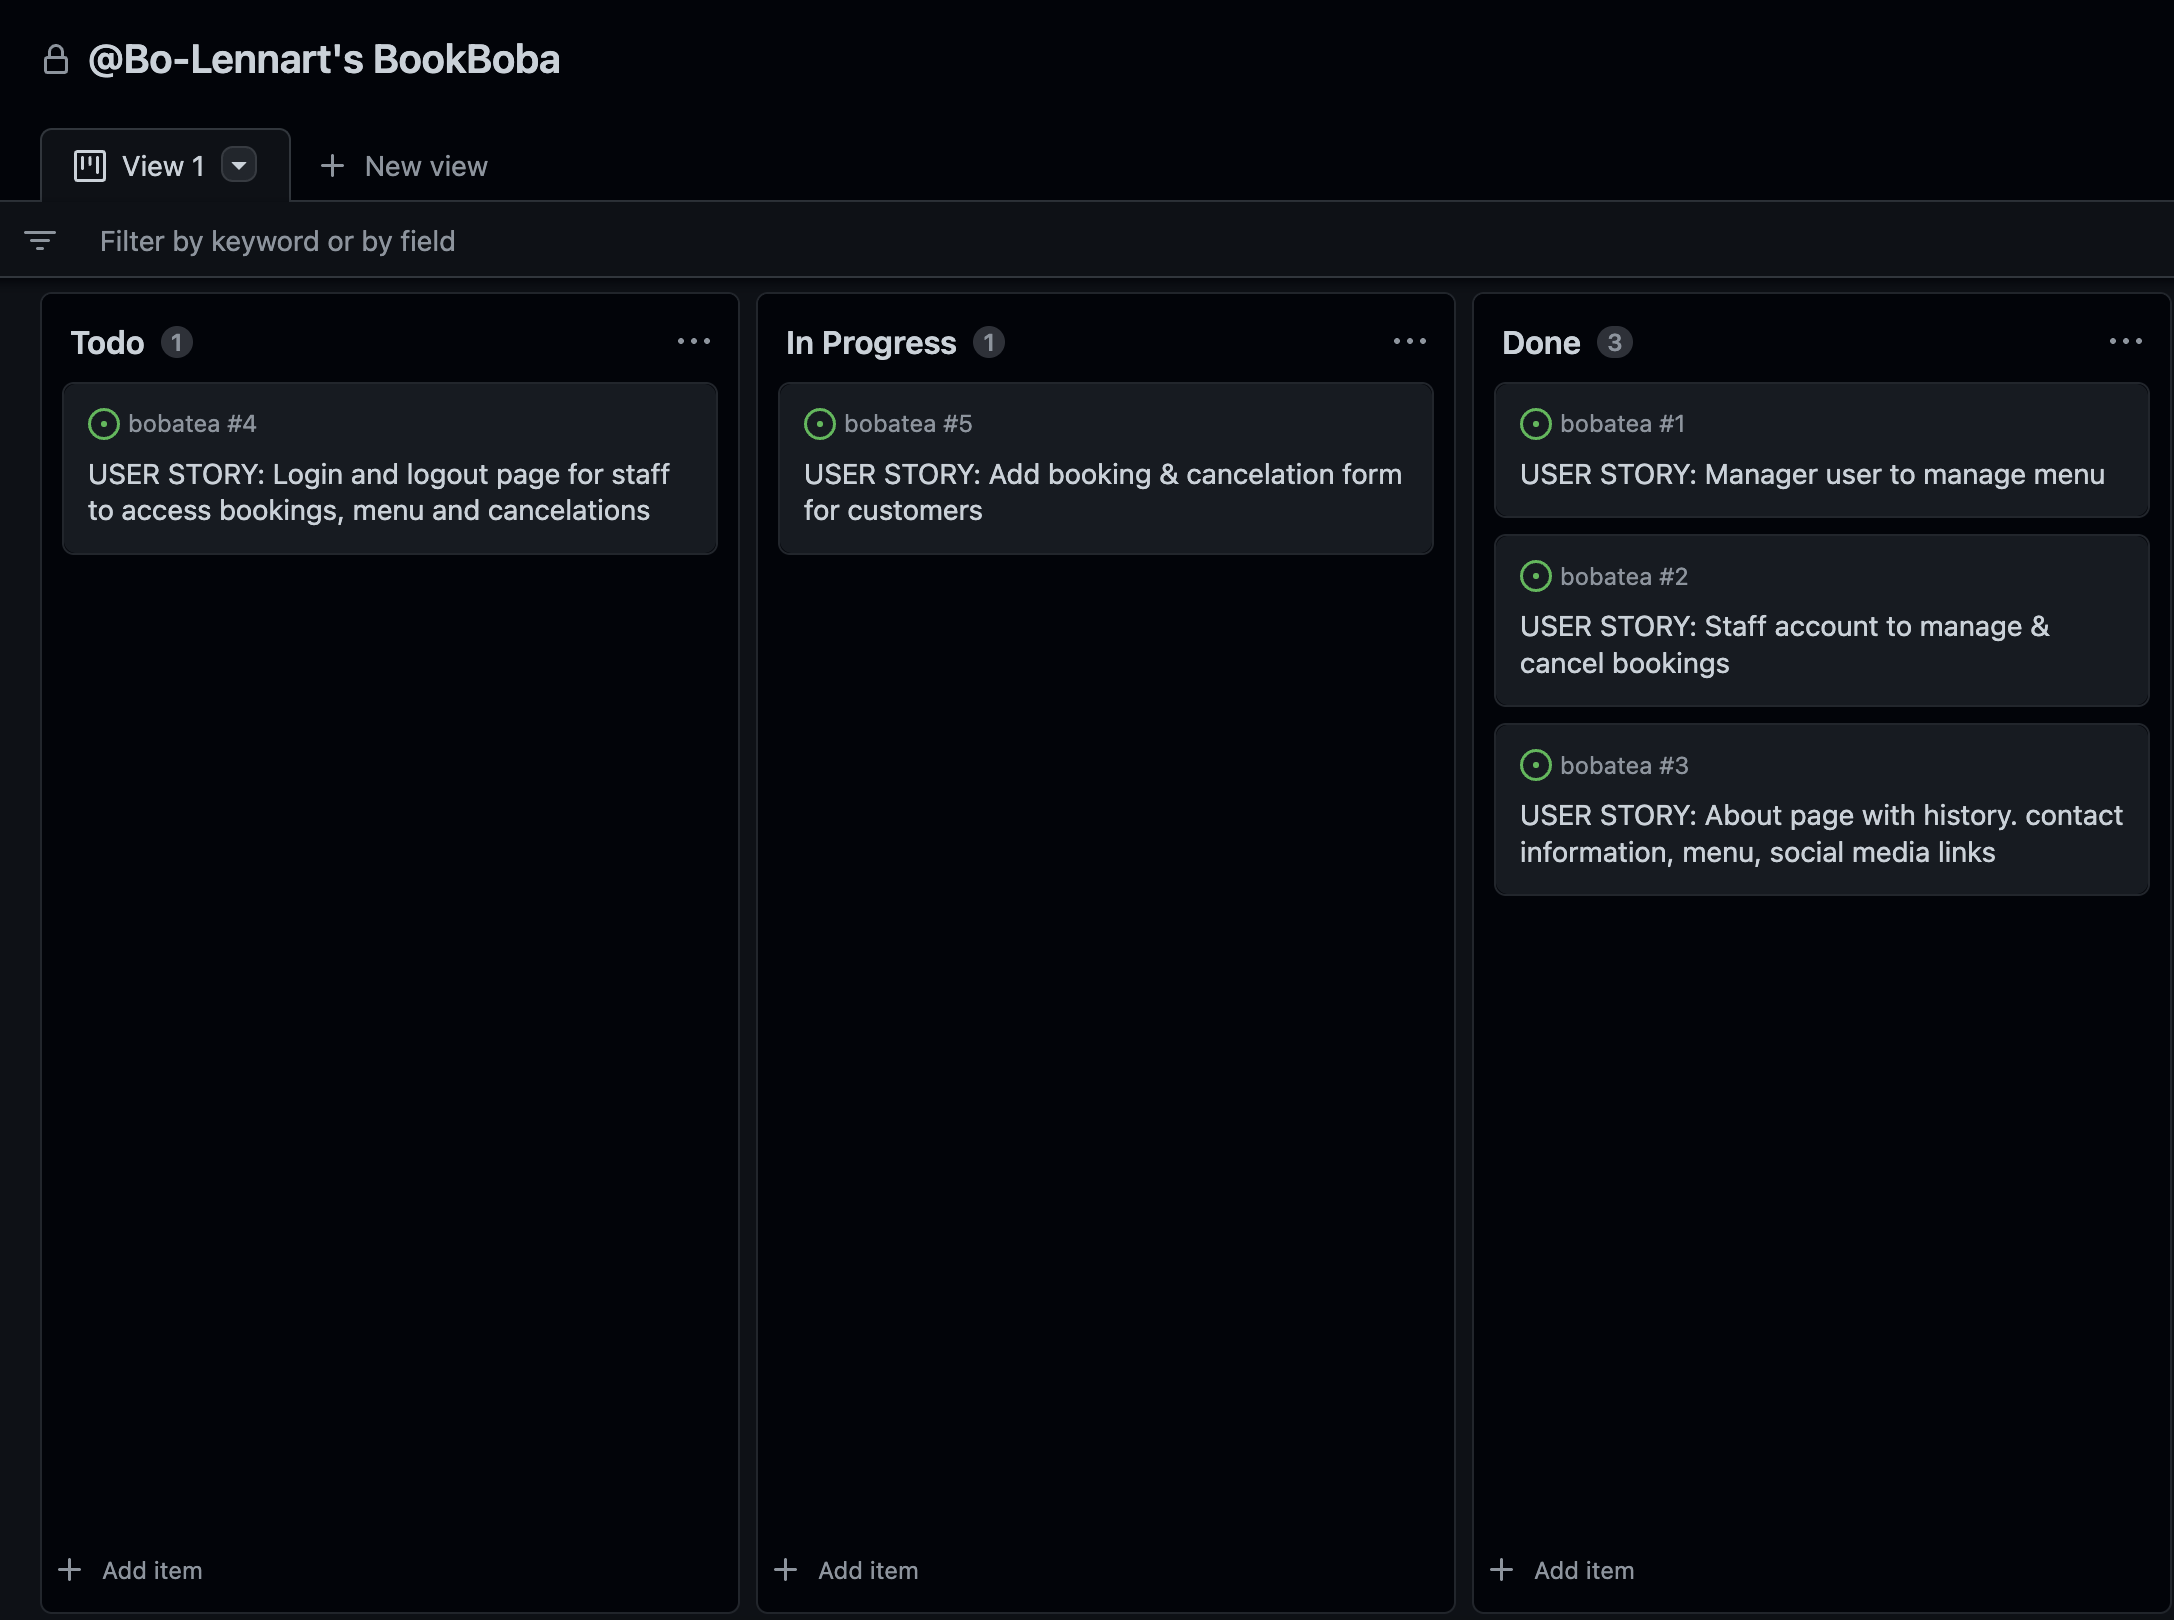 @Bo-Lennart's BookBoba
View 1
New view
Filter by keyword or by field
Todo 1
bobatea #4
USER STORY: Login and logout page for staff
to access bookings, menu and cancelations
Add item
In Progress 1
bobatea #5
USER STORY: Add booking & cancelation form
for customers
Add item
Done 3
bobatea #1
USER STORY: Manager user to manage menu
bobatea #2
USER STORY: Staff account to manage &
cancel bookings
bobatea #3
USER STORY: About page with history. contact
information, menu, social media links
Add item